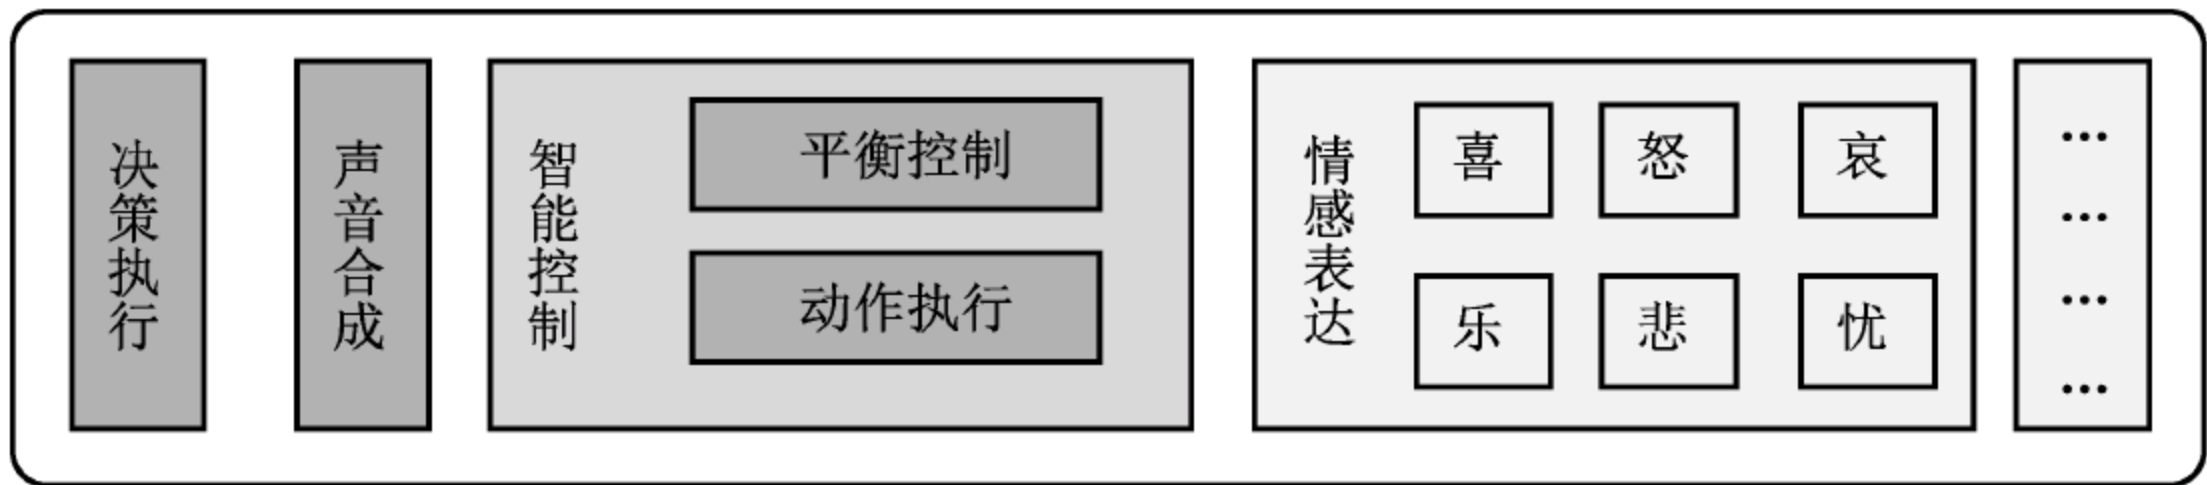 决策执行
声音合成
智能控制
平衡控制
动作执行
情感表达
喜
怒
哀
乐
悲
忧
...
...
...
...